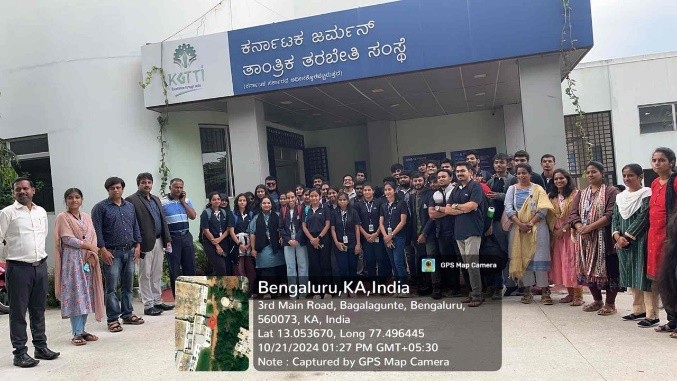 ಕರ್ನಾಟಕ ಜರ್ಮನ್
ತಾಂತ್ರಿಕ ತರಬೇತಿ ಸಂಸ್ಥೆ
KGTTI
GPS Map Camera
Bengaluru,KA,India
3rd Main Road, Bagalagunte, Bengaluru,
560073, KA, India
Lat 13.053670, Long 77.496445
10/21/2024 01:27 PM GMT+05:30
Note : Captured by GPS Map Camera